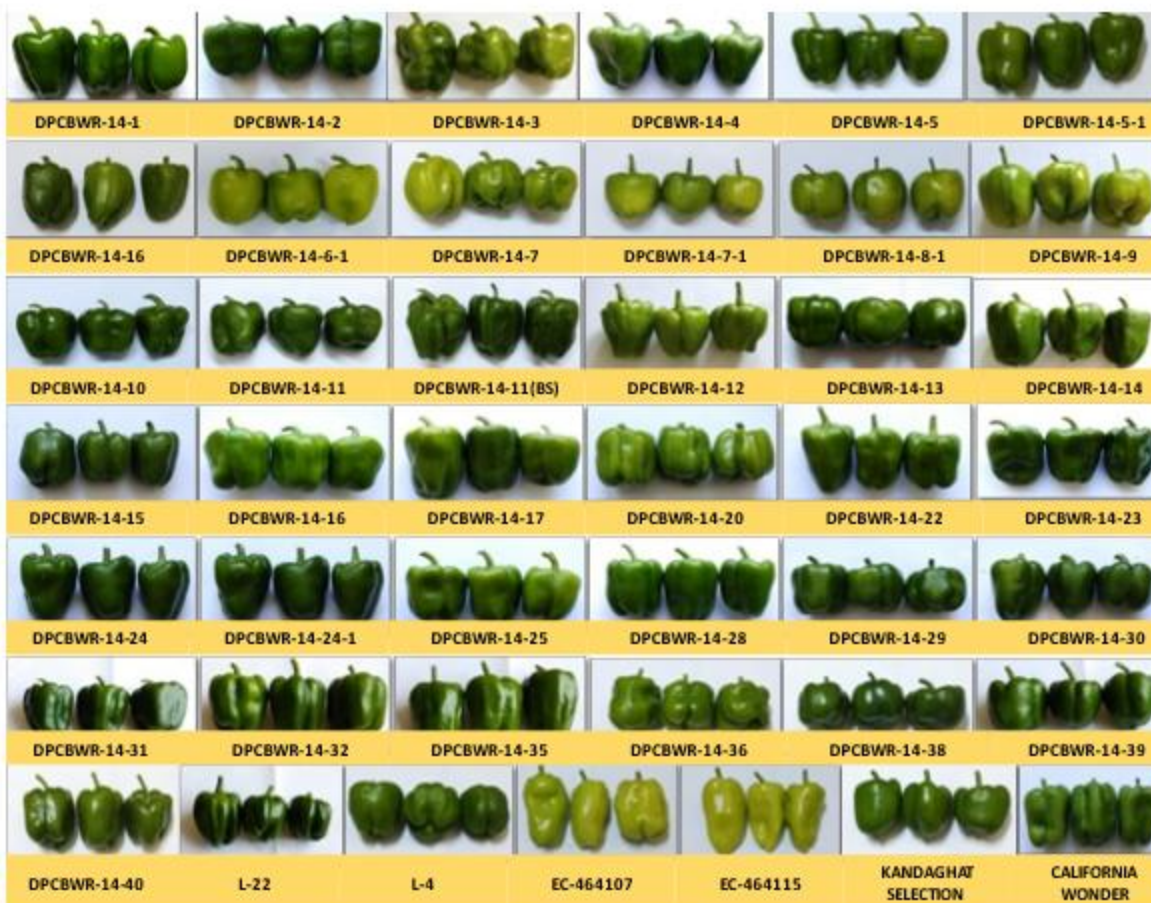 DPCBWR-14-1 DPCBWR-14-2 DPCBWR-14-3 DPCBWR-14-4 DPCBWR-14-5 DPCBWR-14-5-1
DPCBWR-14-16 DPCBWR-14-6-1 DPCBWR-14-7 DPCBWR-14-7-1 DPCBWR-14-8-1 DPCBWR-14-9
DPCBWR-14-10 DPCBWR-14-11 DPCBWR-14-11(BS) DPCBWR-14-12 DPCBWR-14-13 DPCBWR-14-14
DPCBWR-14-15 DPCBWR-14-16 DPCBWR-14-17 DPCBWR-14-20 DPCBWR-14-22 DPCBWR-14-23
DPCBWR-14-24 DPCBWR-14-24-1 DPCBWR-14-25 DPCBWR-14-28 DPCBWR-14-29 DPCBWR-14-30
DPCBWR-14-31 DPCBWR-14-32 DPCBWR-14-35 DPCBWR-14-36 DPCBWR-14-38 DPCBWR-14-39
DPCBWR-14-40 L-22 L-4 EC-464107 EC-464115 KANDAGHAT SELECTION CALIFORNIA WONDER